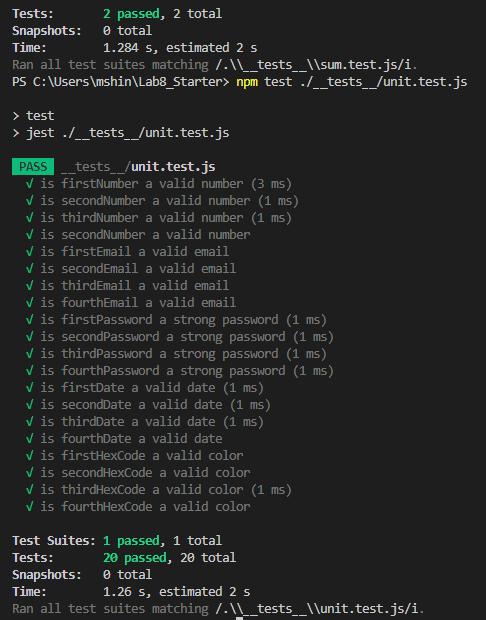 Tests:       2 passed, 2 total
Snapshots:   0 total
Time:        1.284 s, estimated 2 s
Ran all test suites matching /.\\__tests__\\sum.test.js/i.
PS C:\Users\mshin\Lab8_Starter> npm test ./__tests__/unit.test.js
> test
> jest ./__tests__/unit.test.js
PASS  __tests__/unit.test.js
√ is firstNumber a valid number (3 ms)
√ is secondNumber a valid number (1 ms)
√ is thirdNumber a valid number (1 ms)
√ is secondNumber a valid number
√ is firstEmail a valid email
√ is secondEmail a valid email
√ is thirdEmail a valid email
√ is fourthEmail a valid email
√ is firstPassword a strong password (1 ms)
√ is secondPassword a strong password (1 ms)
√ is thirdPassword a strong password (1 ms)
√ is fourthPassword a strong password (1 ms)
√ is firstDate a valid date (1 ms)
√ is secondDate a valid date (1 ms)
√ is thirdDate a valid date (1 ms)
√ is fourthDate a valid date
√ is firstHexCode a valid color
√ is secondHexCode a valid color
√ is thirdHexCode a valid color (1 ms)
√ is fourthHexCode a valid color
Test Suites: 1 passed, 1 total
Tests:       20 passed, 20 total
Snapshots:   0 total
Time:        1.26 s, estimated 2 s
Ran all test suites matching /.\\__tests__\\unit.test.js/i.